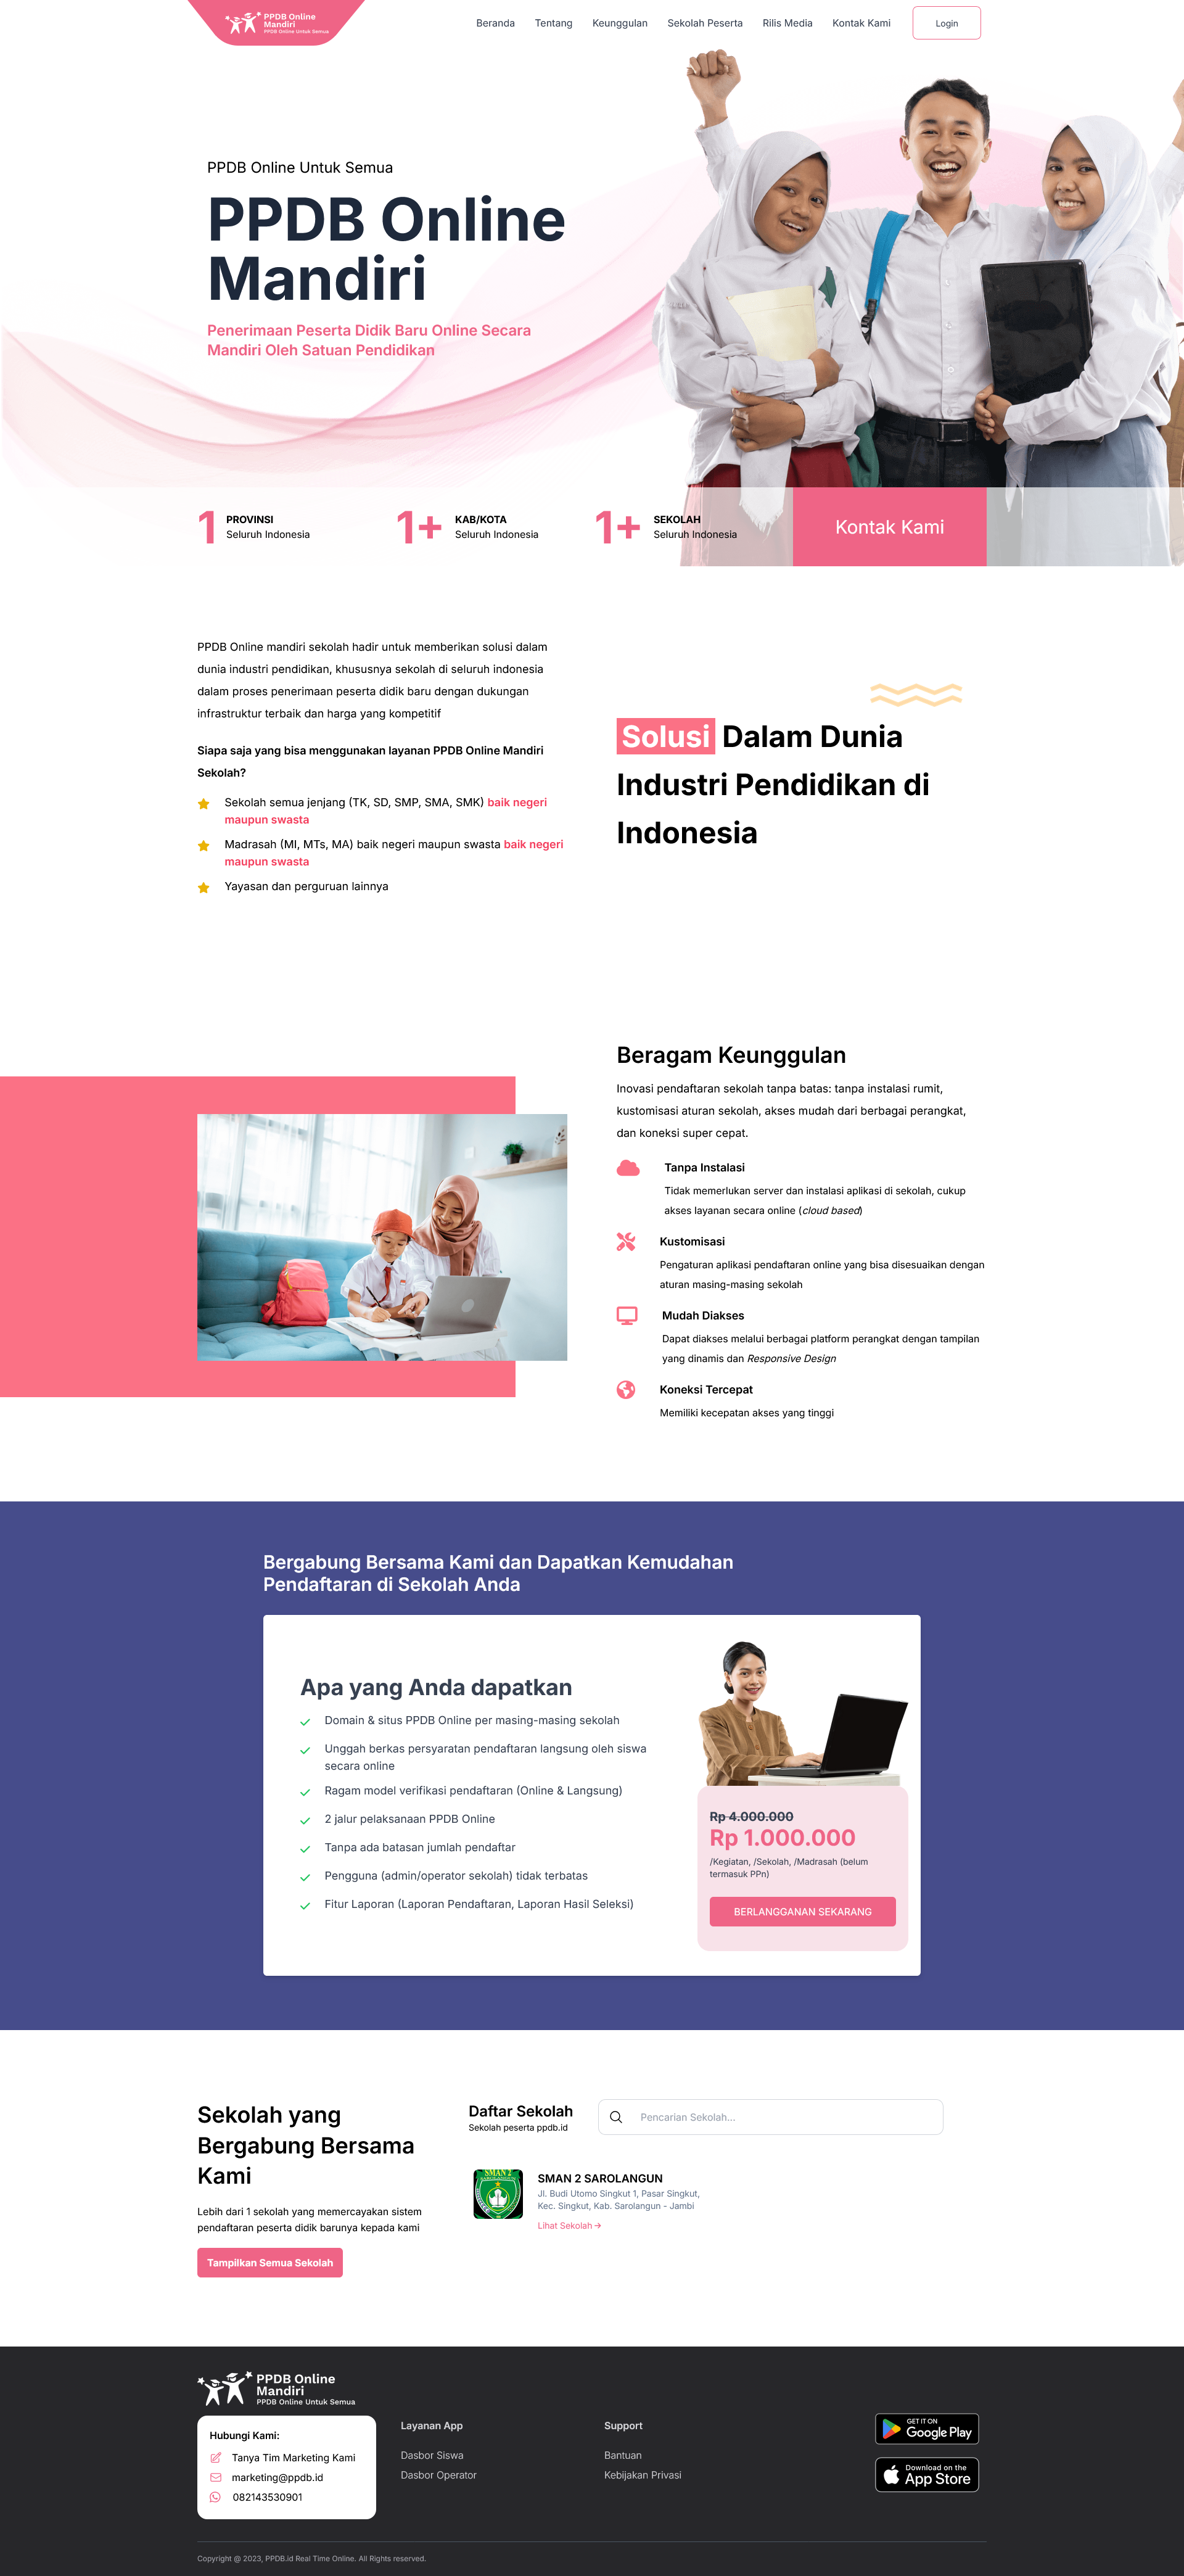 PPDB Online
Mandiri
PPDB Online Untuk Semua
Beranda
Tentang
Keunggulan
Sekolah Peserta
Rilis Media
Kontak Kami
Login
PPDB Online Untuk Semua
PPDB Online
Mandiri
Penerimaan Peserta Didik Baru Online Secara
Mandiri Oleh Satuan Pendidikan
1 PROVINSI
Seluruh Indonesia
1+ KAB/KOTA
Seluruh Indonesia
1+ SEKOLAH
Seluruh Indonesia
Kontak Kami
PPDB Online mandiri sekolah hadir untuk memberikan solusi dalam
dunia industri pendidikan, khususnya sekolah di seluruh indonesia
dalam proses penerimaan peserta didik baru dengan dukungan
infrastruktur terbaik dan harga yang kompetitif
Siapa saja yang bisa menggunakan layanan PPDB Online Mandiri
Sekolah?
Sekolah semua jenjang (TK, SD, SMP, SMA, SMK) baik negeri
maupun swasta
Madrasah (MI, MTs, MA) baik negeri maupun swasta baik negeri
maupun swasta
Yayasan dan perguruan lainnya
Solusi Dalam Dunia
Industri Pendidikan di
Indonesia
Beragam Keunggulan
Inovasi pendaftaran sekolah tanpa batas: tanpa instalasi rumit,
kustomisasi aturan sekolah, akses mudah dari berbagai perangkat,
dan koneksi super cepat.
Tanpa Instalasi
Tidak memerlukan server dan instalasi aplikasi di sekolah, cukup
akses layanan secara online (cloud based)
Kustomisasi
Pengaturan aplikasi pendaftaran online yang bisa disesuaikan dengan
aturan masing-masing sekolah
Mudah Diakses
Dapat diakses melalui berbagai platform perangkat dengan tampilan
yang dinamis dan Responsive Design
Koneksi Tercepat
Memiliki kecepatan akses yang tinggi
Bergabung Bersama Kami dan Dapatkan Kemudahan
Pendaftaran di Sekolah Anda
Apa yang Anda dapatkan
Domain & situs PPDB Online per masing-masing sekolah
Unggah berkas persyaratan pendaftaran langsung oleh siswa
secara online
Ragam model verifikasi pendaftaran (Online & Langsung)
2 jalur pelaksanaan PPDB Online
Tanpa ada batasan jumlah pendaftar
Pengguna (admin/operator sekolah) tidak terbatas
Fitur Laporan (Laporan Pendaftaran, Laporan Hasil Seleksi)
Rp 4.000.000
Rp 1.000.000
/Kegiatan, /Sekolah, /Madrasah (belum
termasuk PPn)
BERLANGGANAN SEKARANG
Sekolah yang
Bergabung Bersama
Kami
Lebih dari 1 sekolah yang memercayakan sistem
pendaftaran peserta didik barunya kepada kami
Tampilkan Semua Sekolah
Daftar Sekolah
Sekolah peserta ppdb.id
Pencarian Sekolah...
SMAN 2
SAROLANGUN
SMAN 2 SAROLANGUN
Jl. Budi Utomo Singkut 1, Pasar Singkut,
Kec. Singkut, Kab. Sarolangun - Jambi
Lihat Sekolah →
PPDB Online
Mandiri
PPDB Online Untuk Semua
Hubungi Kami:
Tanya Tim Marketing Kami
marketing@ppdb.id
082143530901
Layanan App
Dasbor Siswa
Dasbor Operator
Support
Bantuan
Kebijakan Privasi
GET IT ON
Google Play
Download on the
App Store
Copyright @ 2023, PPDB.id Real Time Online. All Rights reserved.